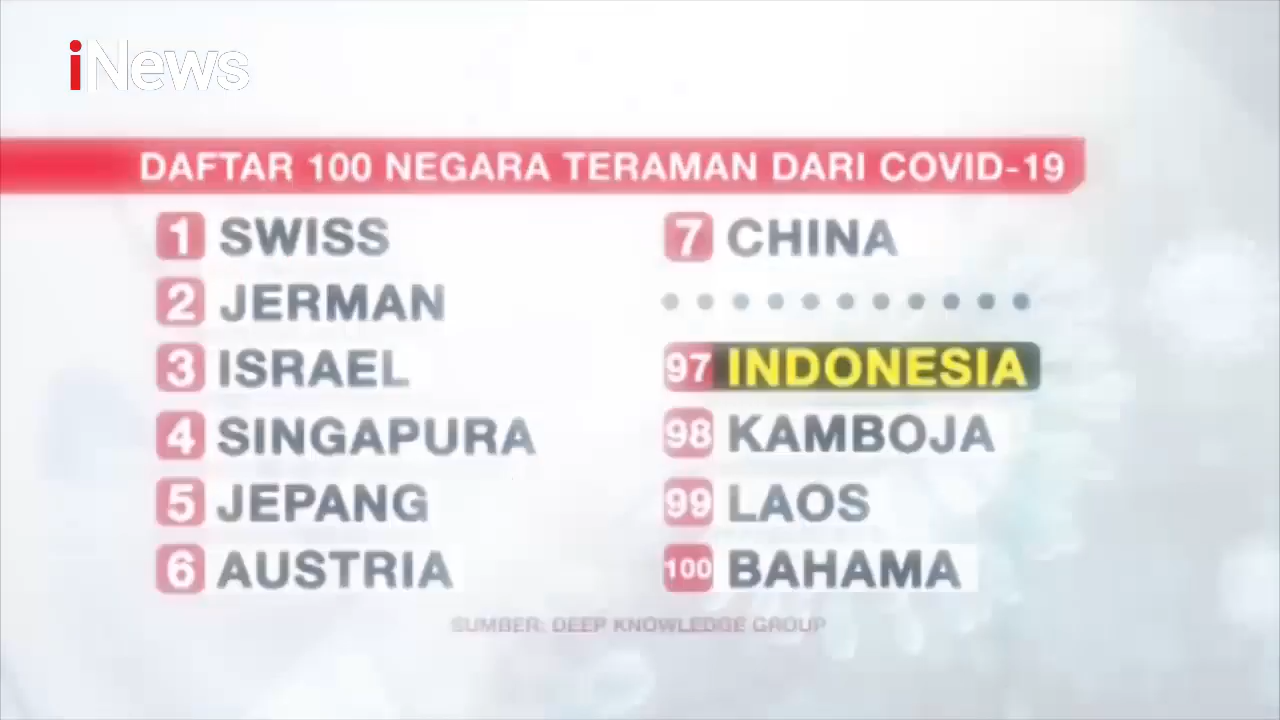 iNews
DAFTAR 100 NEGARA TERAMAN DARI COVID-19
1 SWISS
2 JERMAN
3 ISRAEL
4 SINGAPURA
5 JEPANG
6 AUSTRIA
7 CHINA
97 INDONESIA
98 KAMBOJA
99 LAOS
100 BAHAMA
SUMBER: DEEP KNOWLEDGE GROUP